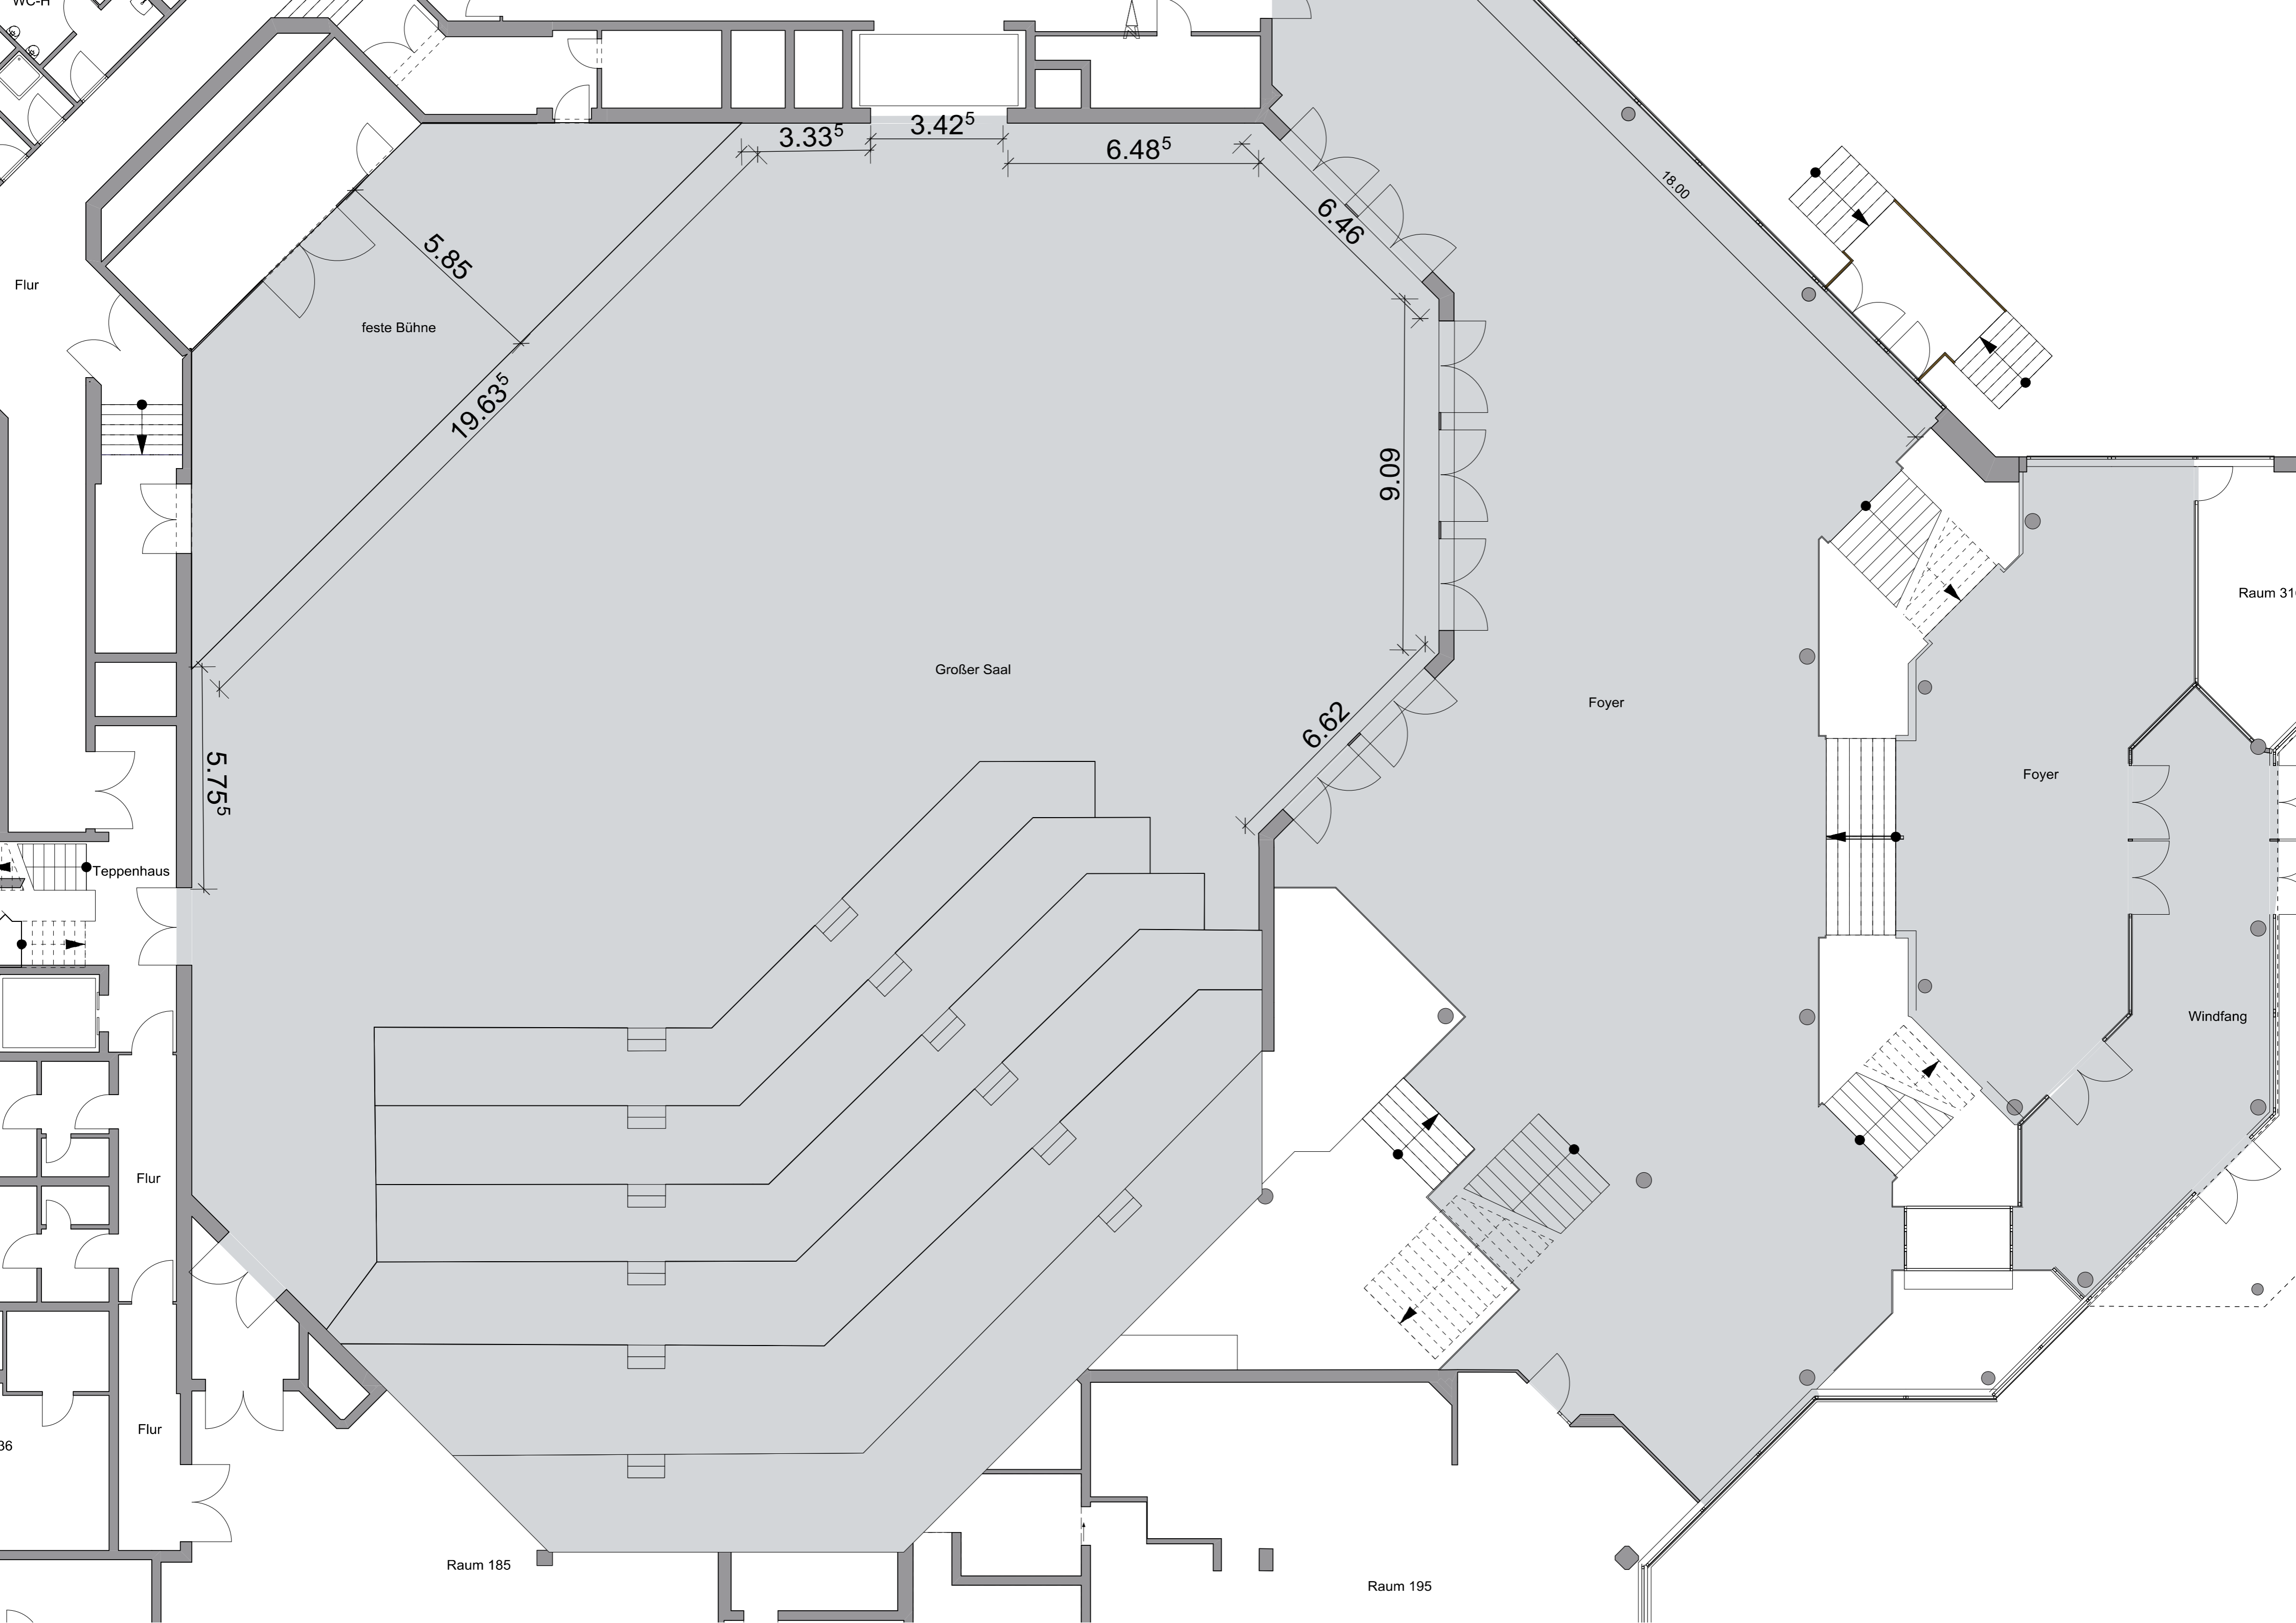 WC-H
N
3.33⁵
3.42⁵
6.48⁵
18.00
6.46
5.85
Flur
feste Bühne
19.63⁵
9.09
Raum 31
Großer Saal
Foyer
6.62
Foyer
5.75⁵
Teppenhaus
Windfang
Flur
Flur
36
Raum 185
Raum 195